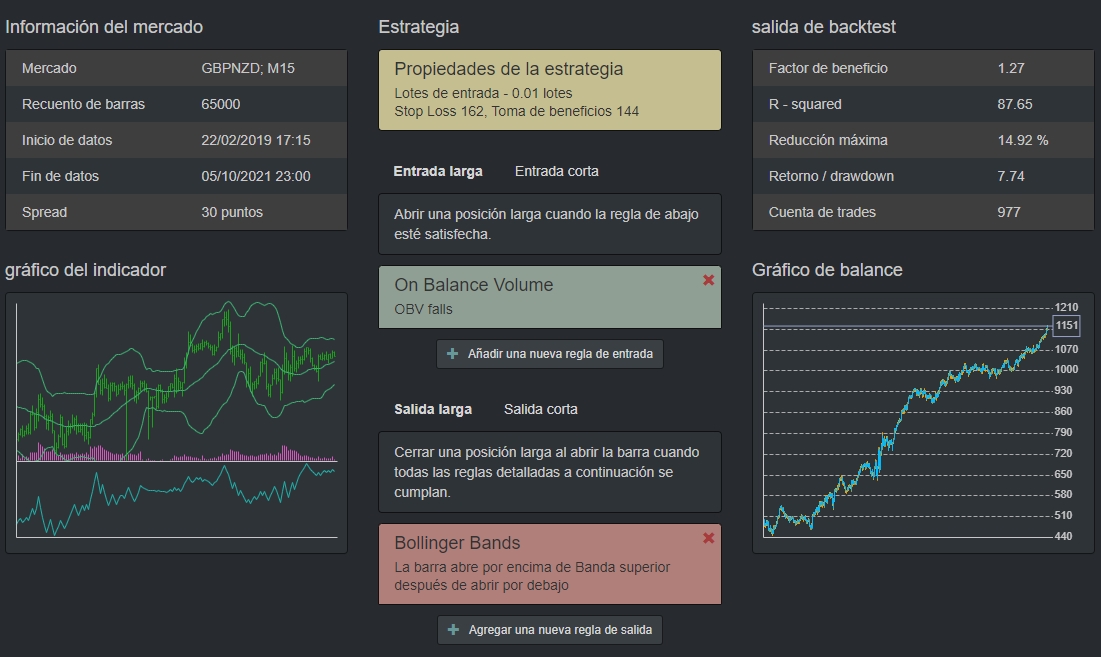 Información del mercado
Mercado GBPNZD; M15
Recuento de barras 65000
Inicio de datos 22/02/2019 17:15
Fin de datos 05/10/2021 23:00
Spread 30 puntos
gráfico del indicador
Estrategia
Propiedades de la estrategia
Lotes de entrada - 0.01 lotes
Stop Loss 162, Toma de beneficios 144
Entrada larga Entrada corta
Abrir una posición larga cuando la regla de abajo
esté satisfecha.
On Balance Volume
OBV falls
Añadir una nueva regla de entrada
Salida larga Salida corta
Cerrar una posición larga al abrir la barra cuando
todas las reglas detalladas a continuación se
cumplan.
Bollinger Bands
La barra abre por encima de Banda superior
después de abrir por debajo
Agregar una nueva regla de salida
salida de backtest
Factor de beneficio 1.27
R - squared 87.65
Reducción máxima 14.92 %
Retorno / drawdown 7.74
Cuenta de trades 977
Gráfico de balance
1210
1151
1070
1000
930
860
790
720
650
580
510
440